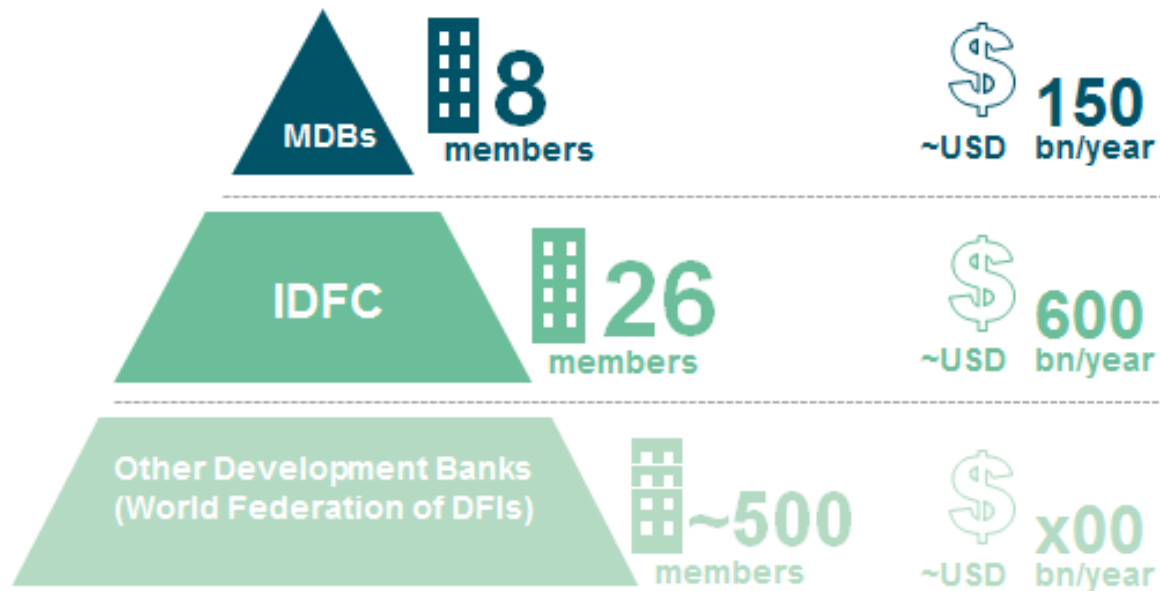 MDBs
8
members
$ 150
~USD bn/year
IDFC
26
members
$ 600
~USD bn/year
Other Development Banks
(World Federation of DFIs)
~500
members
$ x00
~USD bn/year